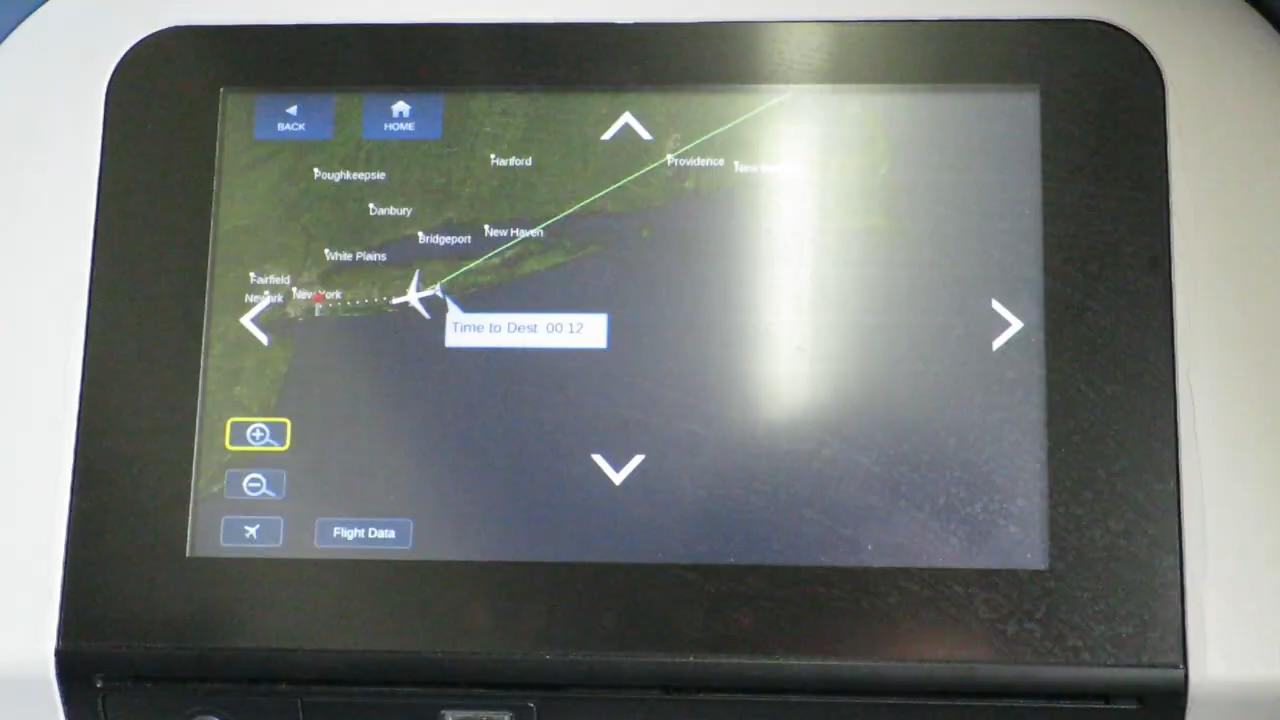 BACK
HOME
Hartford
Providence
New
Poughkeepsie
Danbury
New Haven
Bridgeport
White Plains
Fairfield
Newark
New York
Time to Dest 00 12
Flight Data